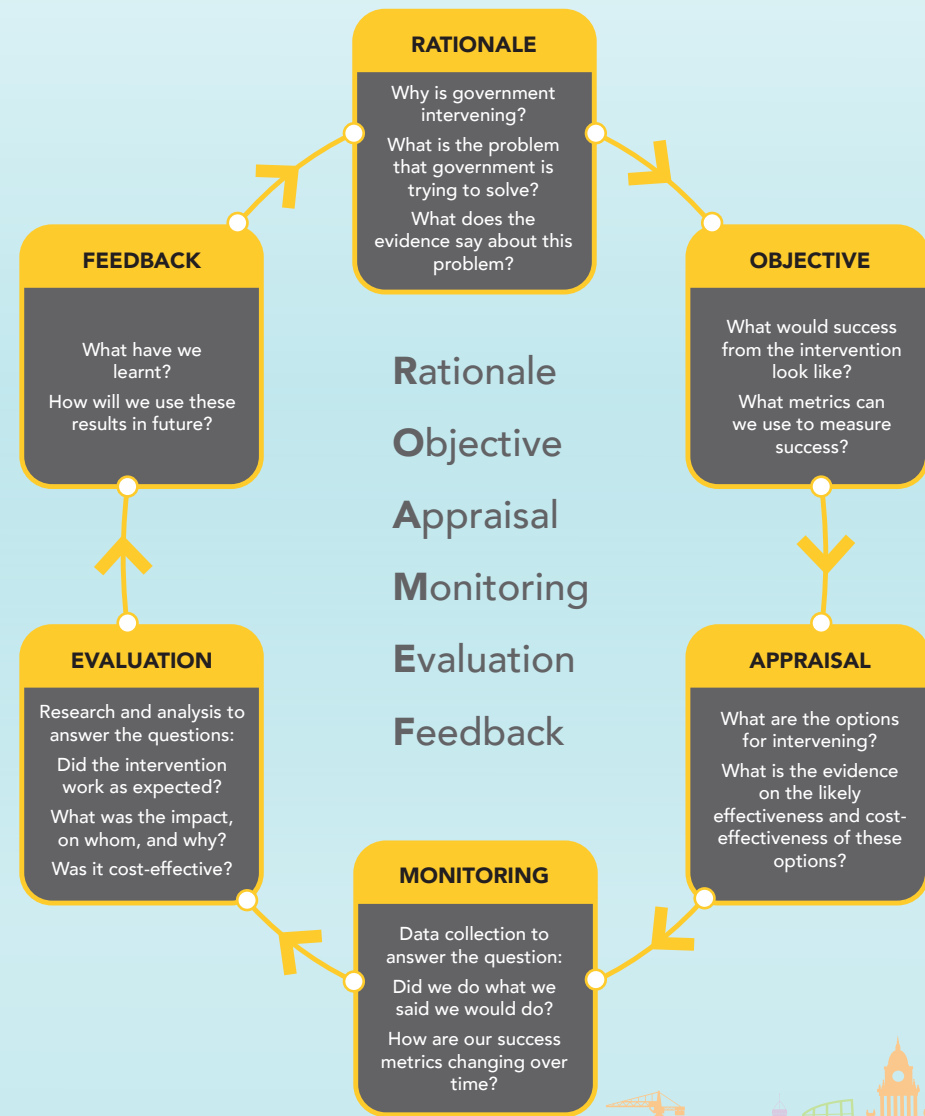 RATIONALE
Why is government
intervening?
What is the problem
that government is
trying to solve?
What does the
evidence say about this
problem?
OBJECTIVE
What would success
from the intervention
look like?
What metrics can
we use to measure
success?
APPRAISAL
What are the options
for intervening?
What is the evidence
on the likely
effectiveness and cost-
effectiveness of these
options?
MONITORING
Data collection to
answer the question:
Did we do what we
said we would do?
How are our success
metrics changing over
time?
EVALUATION
Research and analysis to
answer the questions:
Did the intervention
work as expected?
What was the impact,
on whom, and why?
Was it cost-effective?
FEEDBACK
What have we
learnt?
How will we use these
results in future?
Rationale
Objective
Appraisal
Monitoring
Evaluation
Feedback